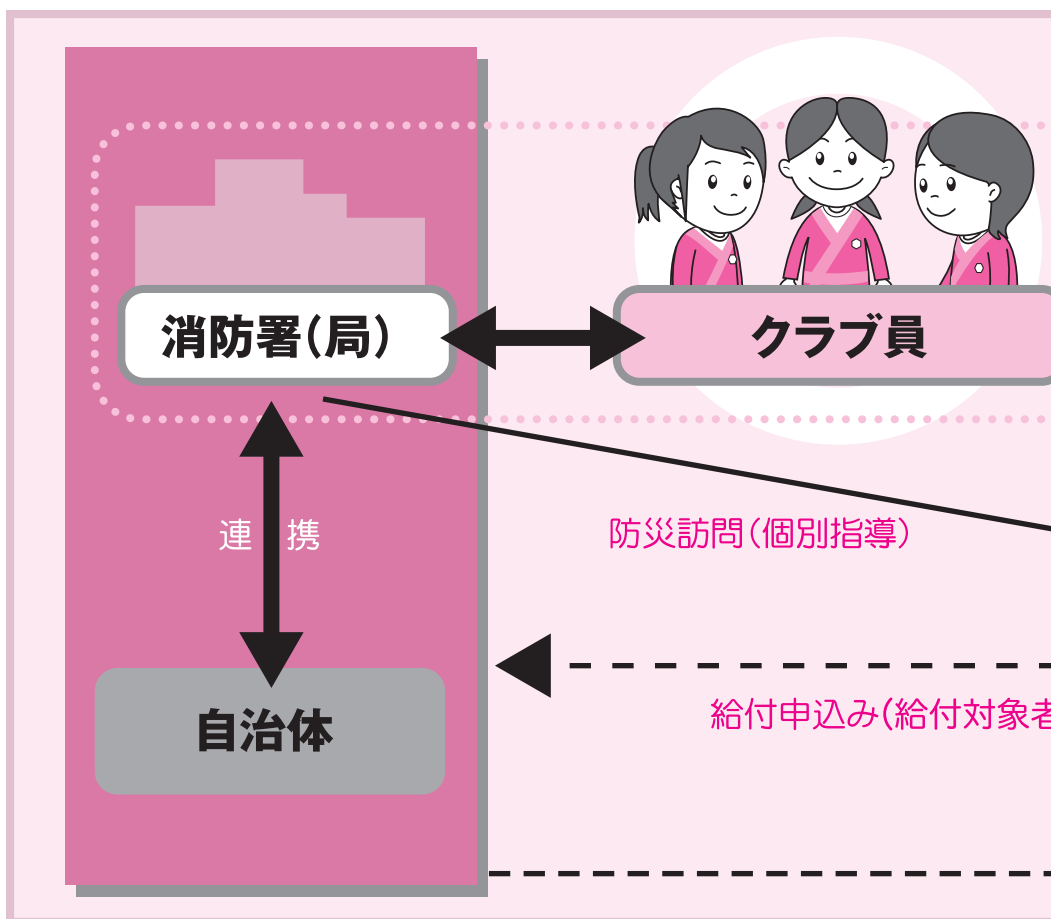 消防署(局)
クラブ員
連携
防災訪問(個別指導)
給付申込み(給付対象者
自治体